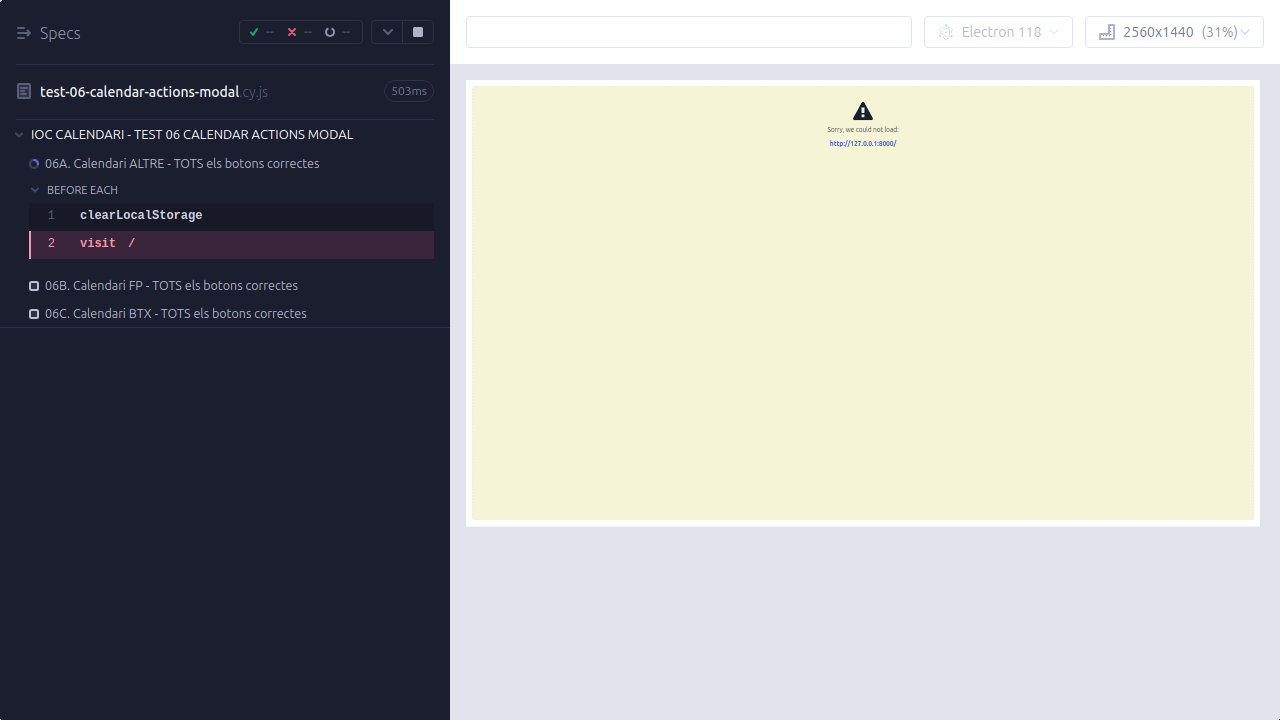 Specs
-- -- --
test-06-calendar-actions-modal.cy.js 503ms
IOC CALENDARI - TEST 06 CALENDAR ACTIONS MODAL
06A. Calendari ALTRE - TOTS els botons correctes
BEFORE EACH
1 clearLocalStorage
2 visit /
06B. Calendari FP - TOTS els botons correctes
06C. Calendari BTX - TOTS els botons correctes
Electron 118
2560x1440 (31%)
Sorry, we could not load:
http://127.0.0.1:8000/